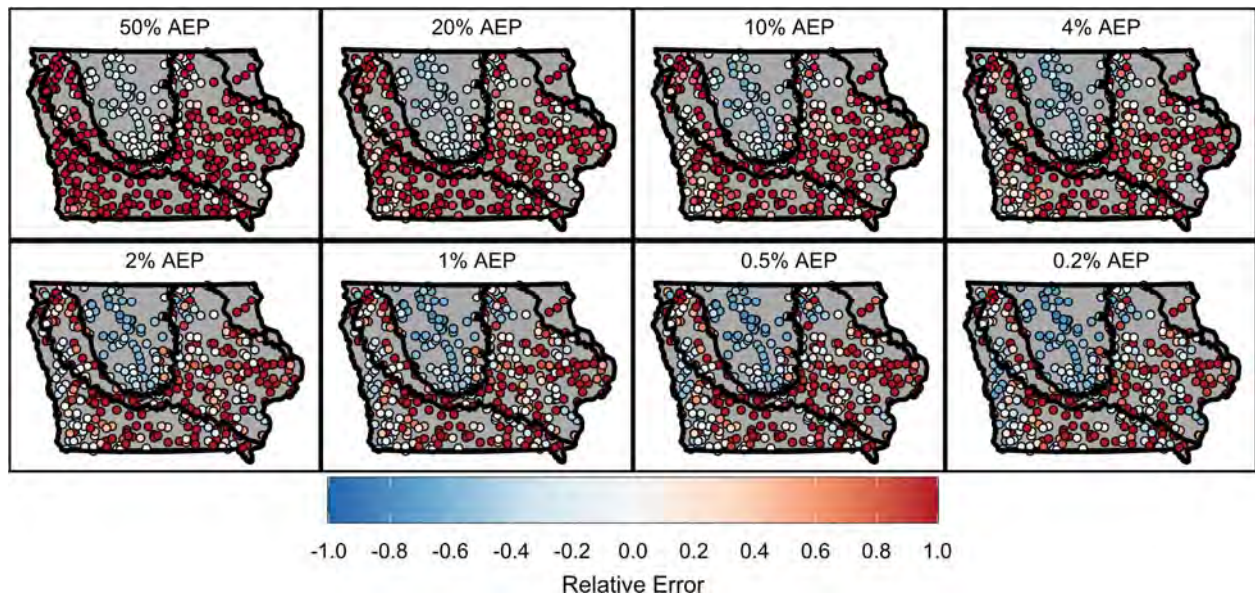 50% AEP
20% AEP
10% AEP
4% AEP
2% AEP
1% AEP
0.5% AEP
0.2% AEP
-1.0 -0.8 -0.6 -0.4 -0.2 0.0 0.2 0.4 0.6 0.8 1.0
Relative Error